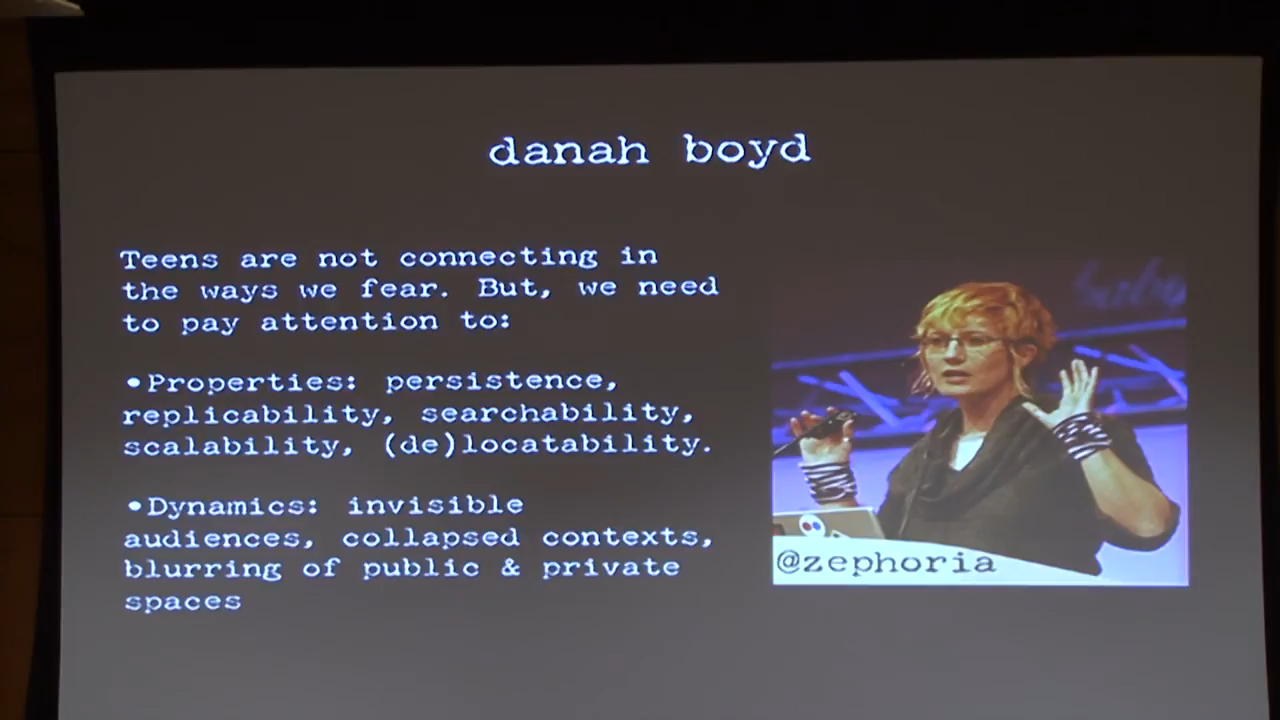 danah boyd
Teens are not connecting in
the ways we fear. But, we need
to pay attention to:
•Properties: persistence,
replicability, searchability,
scalability, (de)locatability.
•Dynamics: invisible
audiences, collapsed contexts,
blurring of public & private
spaces
@zephoria